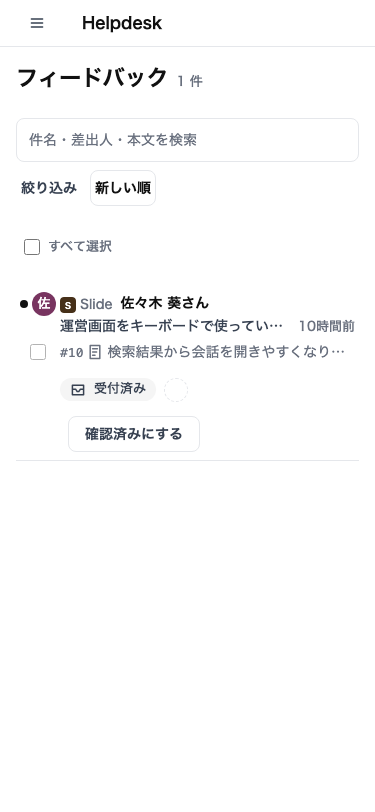 Helpdesk
フィードバック 1 件
件名・差出人・本文を検索
絞り込み 新しい順
すべて選択
佐 S Slide 佐々木 葵さん
運営画面をキーボードで使ってい… 10時間前
#10 検索結果から会話を開きやすくなり…
受付済み
確認済みにする